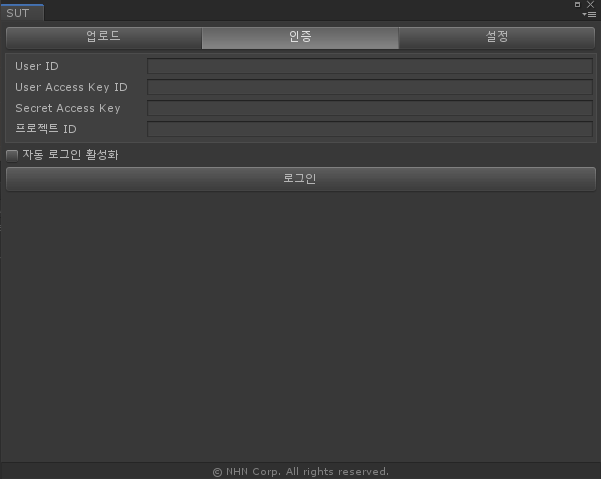 SUT
업로드 인증 설정
User ID
User Access Key ID
Secret Access Key
프로젝트 ID
자동 로그인 활성화
로그인
© NHN Corp. All rights reserved.